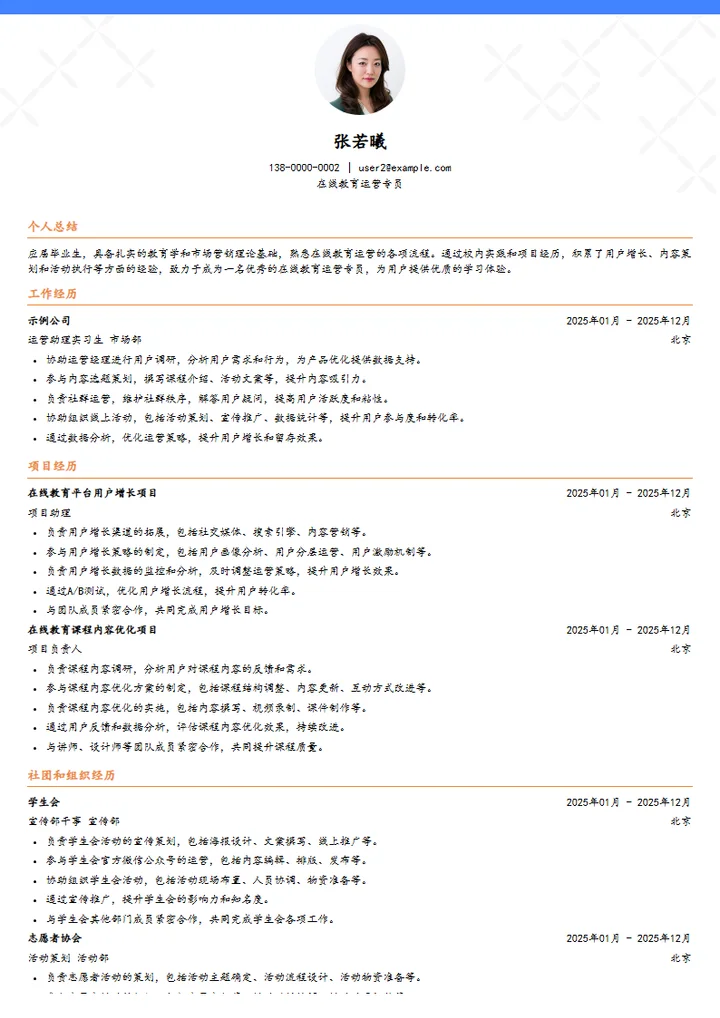 张若曦
138-0000-0002 | user2@example.com
在线教育运营专员
个人总结
应届毕业生，具备扎实的教育学和市场营销理论基础，熟悉在线教育运营的各项流程。通过校内实践和项目经历，积累了用户增长、内容策
划和活动执行等方面的经验，致力于成为一名优秀的在线教育运营专员，为用户提供优质的学习体验。
工作经历
示例公司 2025年01月 - 2025年12月
运营助理实习生 市场部 北京
• 协助运营经理进行用户调研，分析用户需求和行为，为产品优化提供数据支持。
• 参与内容选题策划，撰写课程介绍、活动文案等，提升内容吸引力。
• 负责社群运营，维护社群秩序，解答用户疑问，提高用户活跃度和粘性。
• 协助组织线上活动，包括活动策划、宣传推广、数据统计等，提升用户参与度和转化率。
• 通过数据分析，优化运营策略，提升用户增长和留存效果。
项目经历
在线教育平台用户增长项目 2025年01月 - 2025年12月
项目助理 北京
• 负责用户增长渠道的拓展，包括社交媒体、搜索引擎、内容营销等。
• 参与用户增长策略的制定，包括用户画像分析、用户分层运营、用户激励机制等。
• 负责用户增长数据的监控和分析，及时调整运营策略，提升用户增长效果。
• 通过A/B测试，优化用户增长流程，提升用户转化率。
• 与团队成员紧密合作，共同完成用户增长目标。
在线教育课程内容优化项目 2025年01月 - 2025年12月
项目负责人 北京
• 负责课程内容调研，分析用户对课程内容的反馈和需求。
• 参与课程内容优化方案的制定，包括课程结构调整、内容更新、互动方式改进等。
• 负责课程内容优化的实施，包括内容撰写、视频录制、课件制作等。
• 通过用户反馈和数据分析，评估课程内容优化效果，持续改进。
• 与讲师、设计师等团队成员紧密合作，共同提升课程质量。
社团和组织经历
学生会 2025年01月 - 2025年12月
宣传部干事 宣传部 北京
• 负责学生会活动的宣传策划，包括海报设计、文案撰写、线上推广等。
• 参与学生会官方微信公众号的运营，包括内容编辑、排版、发布等。
• 协助组织学生会活动，包括活动现场布置、人员协调、物资准备等。
• 通过宣传推广，提升学生会的影响力和知名度。
• 与学生会其他部门成员紧密合作，共同完成学生会各项工作。
志愿者协会 2025年01月 - 2025年12月
活动策划 活动部 北京
• 负责志愿者活动的策划，包括活动主题确定、活动流程设计、活动物资准备等。